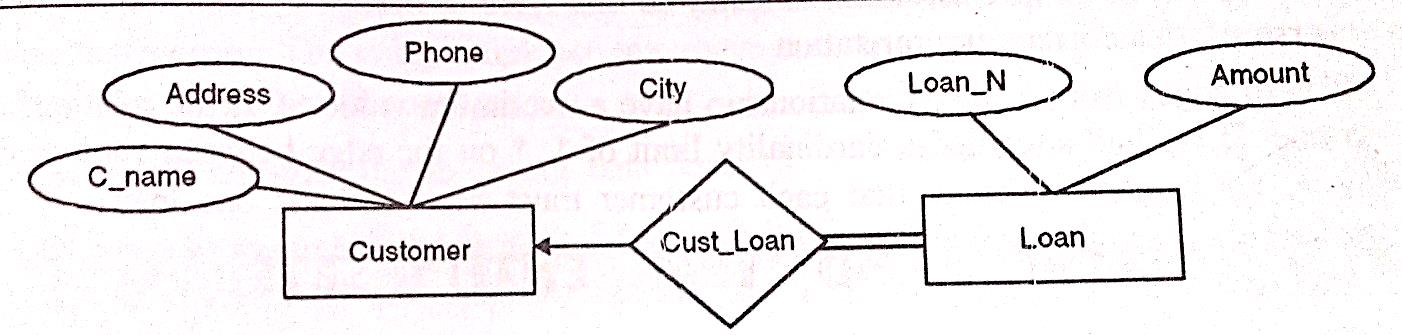 Phone
Address
City
Loan_N
Amount
C_name
Customer
Cust_Loan
Loan